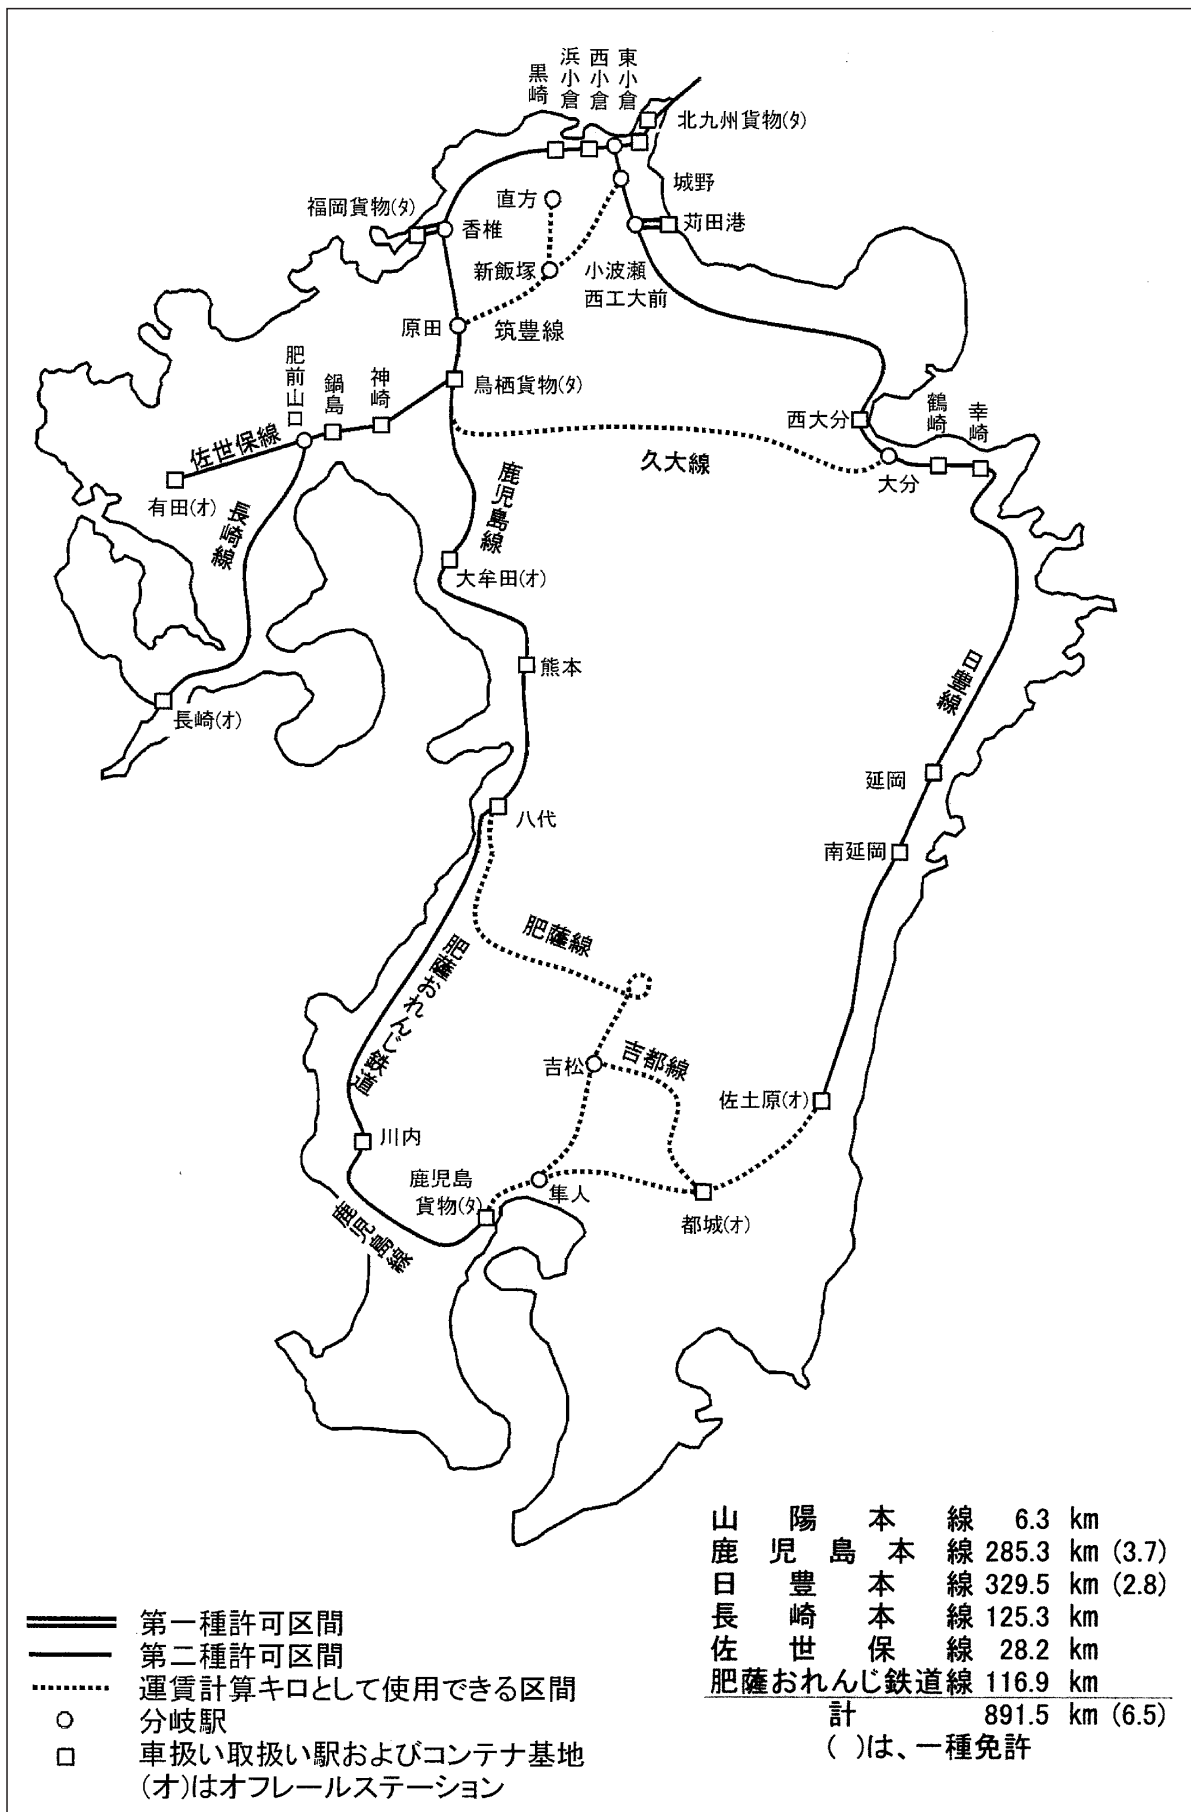 黒崎
浜小倉
西小倉
東小倉
北九州貨物(タ)
城野
福岡貨物(タ)
香椎
直方
苅田港
新飯塚
小波瀬
西工大前
原田
筑豊線
肥前山口
鍋島
神崎
鳥栖貨物(タ)
西大分
鶴崎
幸崎
佐世保線
久大線
大分
有田(オ)
長崎線
鹿児島線
大牟田(オ)
熊本
日豊線
長崎(オ)
延岡
八代
南延岡
肥薩線
肥薩おれんじ鉄道
吉松
吉都線
佐土原(オ)
川内
鹿児島
貨物(タ)
隼人
都城(オ)
鹿児島線
山陽本線 6.3 km
鹿児島本線 285.3 km (3.7)
日豊本線 329.5 km (2.8)
長崎本線 125.3 km
佐世保線 28.2 km
肥薩おれんじ鉄道線 116.9 km
計 891.5 km (6.5)
( )は、一種免許
第一種許可区間
第二種許可区間
運賃計算キロとして使用できる区間
分岐駅
車扱い取扱い駅およびコンテナ基地
(オ)はオフレールステーション